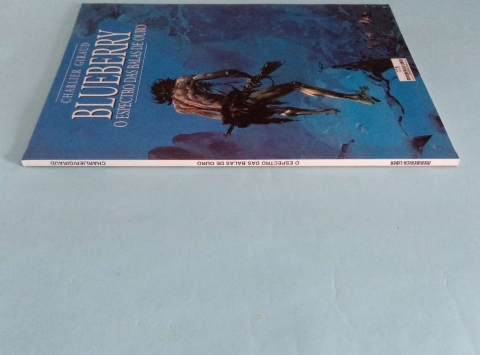 CHARLIER GIRAUD
BLUEBERRY
O ESPECTRO DAS BALAS DE OURO
CHARLIER/GIRAUD
O ESPECTRO DAS BALAS DE OURO